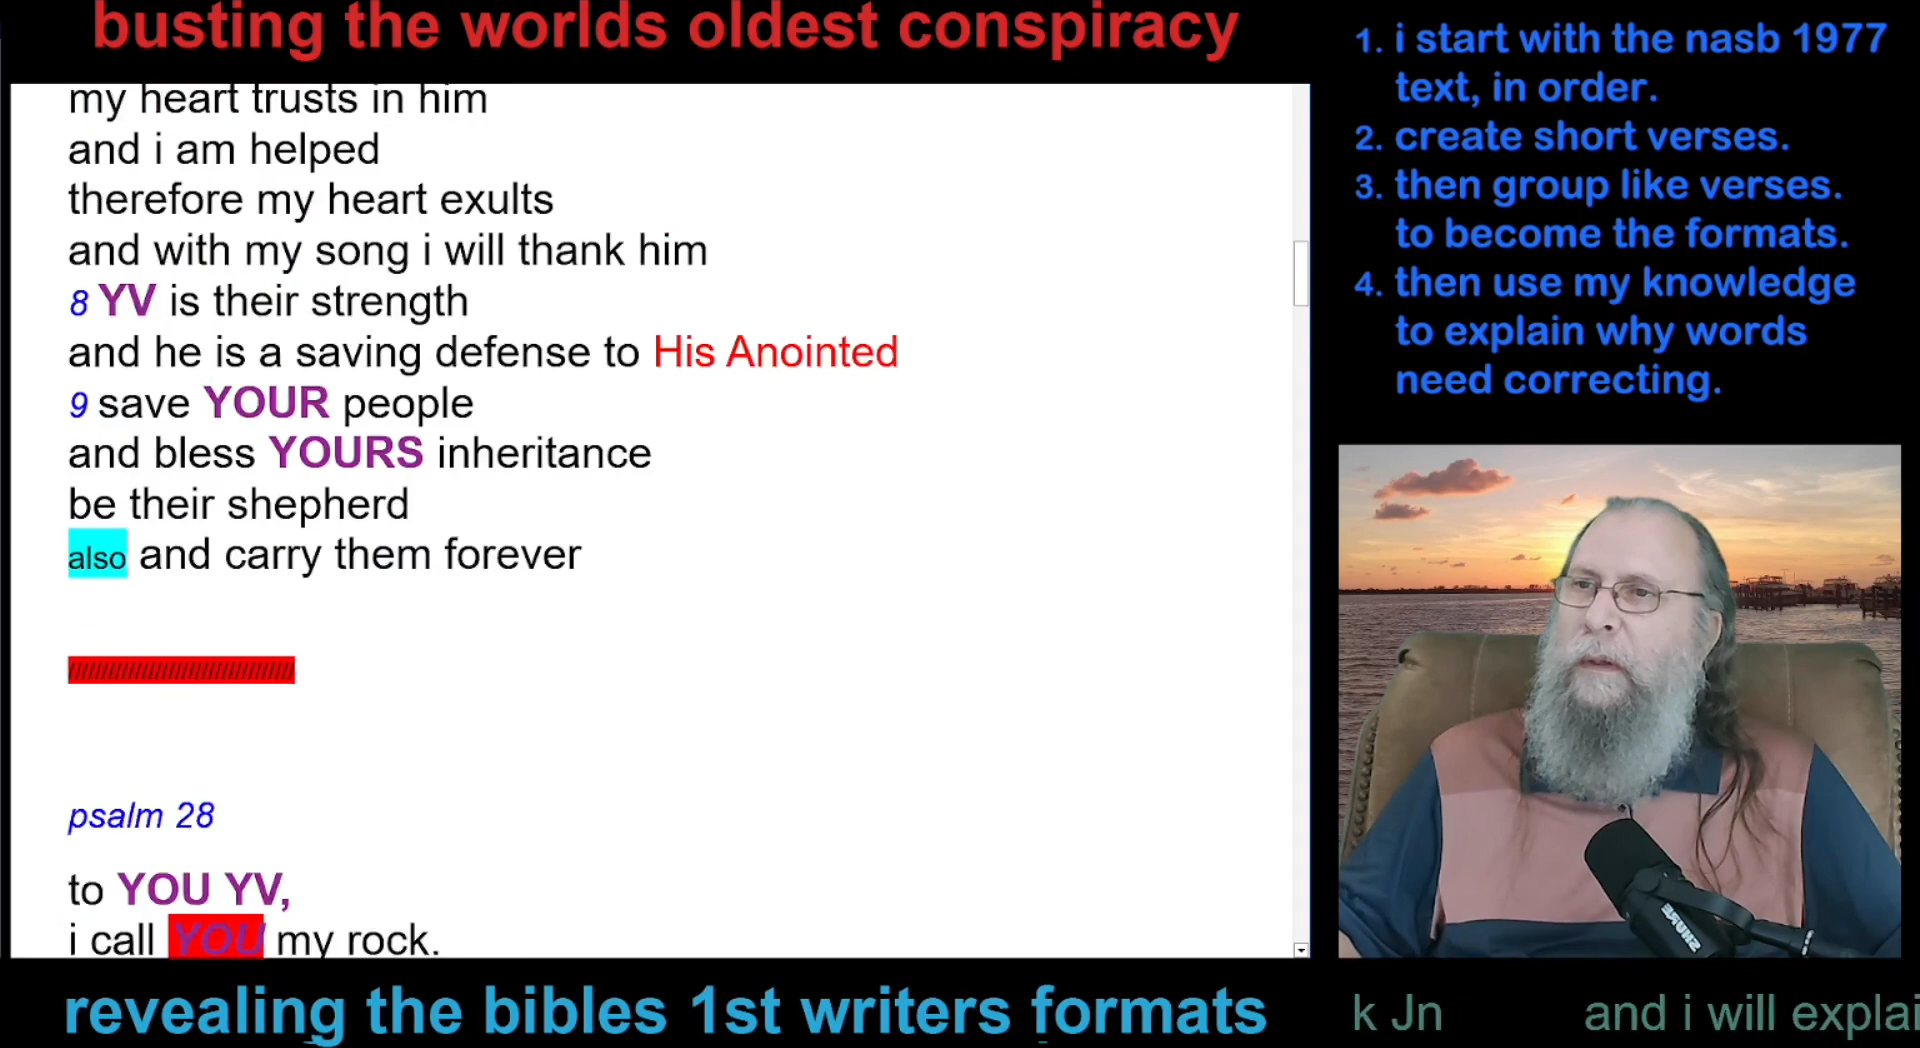 busting the worlds oldest conspiracy
my heart trusts in him
and i am helped
therefore my heart exults
and with my song i will thank him
8 YV is their strength
and he is a saving defense to His Anointed
9 save YOUR people
and bless YOURS inheritance
be their shepherd
also and carry them forever
////////////////////////////////////
psalm 28
to YOU YV,
i call YOU my rock.
1. i start with the nasb 1977
text, in order.
2. create short verses.
3. then group like verses.
to become the formats.
4. then use my knowledge
to explain why words
need correcting.
SHURE
revealing the bibles 1st writers formats
k Jn and i will explai